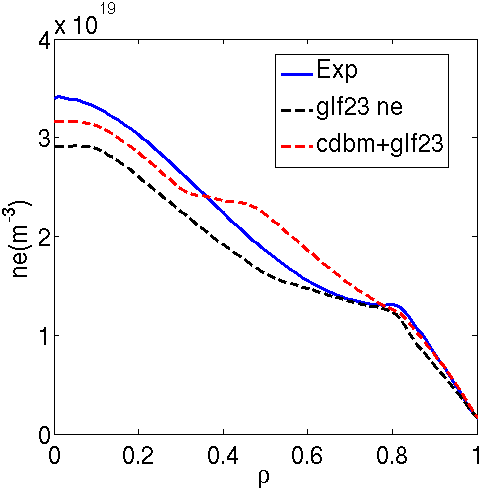 x 10^19
4
3
2
1
0
ne(m^-3)
Exp
glf23 ne
cdbm+glf23
0 0.2 0.4 0.6 0.8 1
ρ